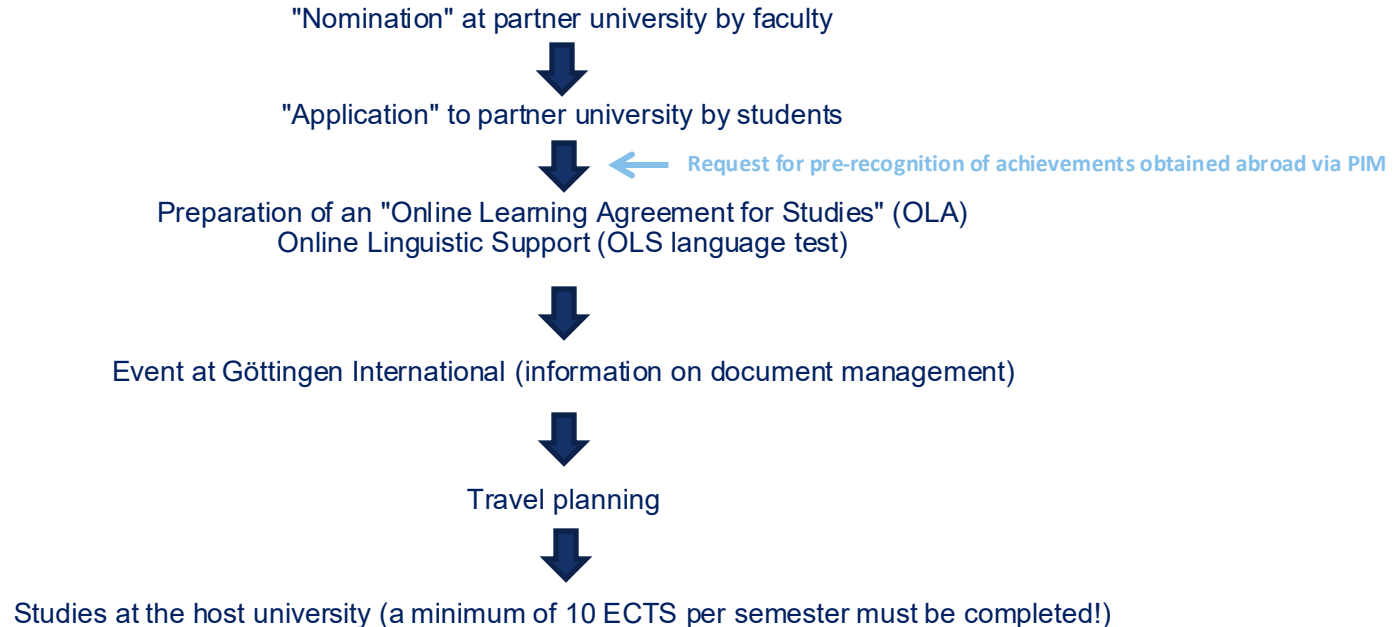 "Nomination" at partner university by faculty
"Application" to partner university by students
Request for pre-recognition of achievements obtained abroad via PIM
Preparation of an "Online Learning Agreement for Studies" (OLA)
Online Linguistic Support (OLS language test)
Event at Göttingen International (information on document management)
Travel planning
Studies at the host university (a minimum of 10 ECTS per semester must be completed!)